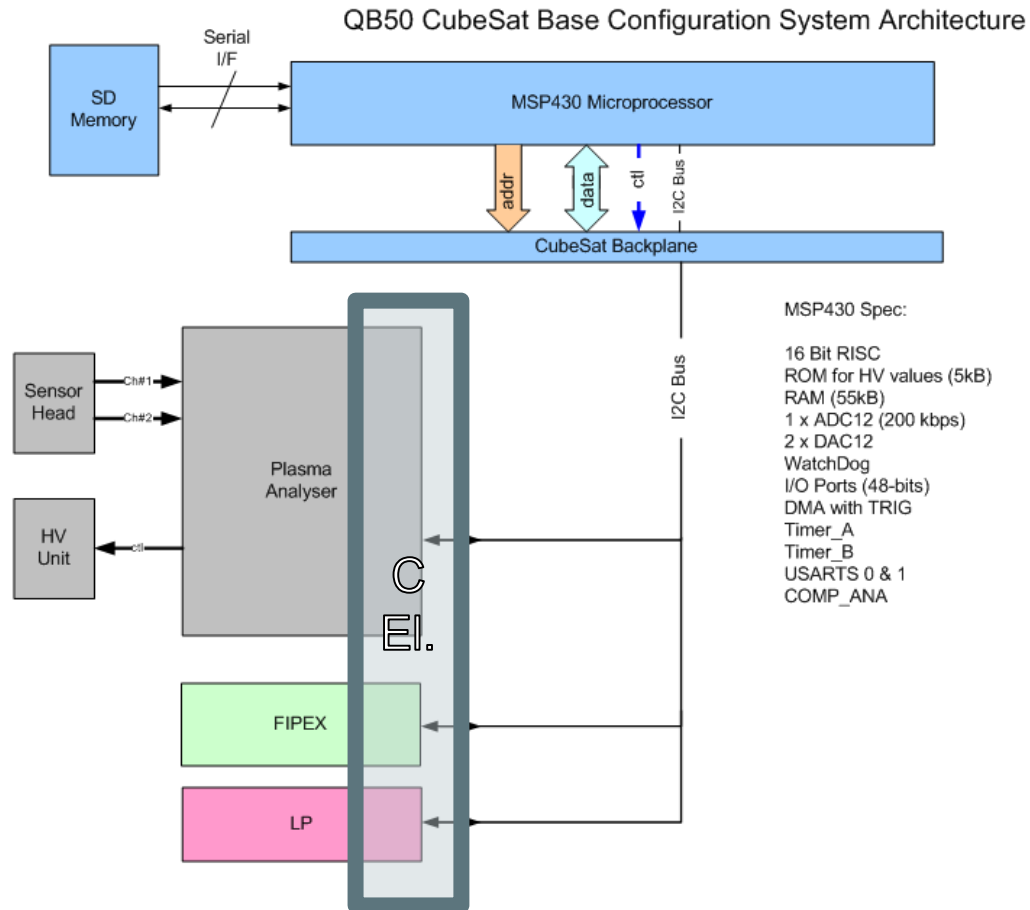 QB50 CubeSat Base Configuration System Architecture
Serial
I/F
SD
Memory
MSP430 Microprocessor
addr
data
ctl
I2C Bus
CubeSat Backplane
I2C Bus
MSP430 Spec:
16 Bit RISC
ROM for HV values (5kB)
RAM (55kB)
1 x ADC12 (200 kbps)
2 x DAC12
WatchDog
I/O Ports (48-bits)
DMA with TRIG
Timer_A
Timer_B
USARTS 0 & 1
COMP_ANA
Sensor
Head
Ch#1
Ch#2
Plasma
Analyser
HV
Unit
ctl
C
El.
FIPEX
LP